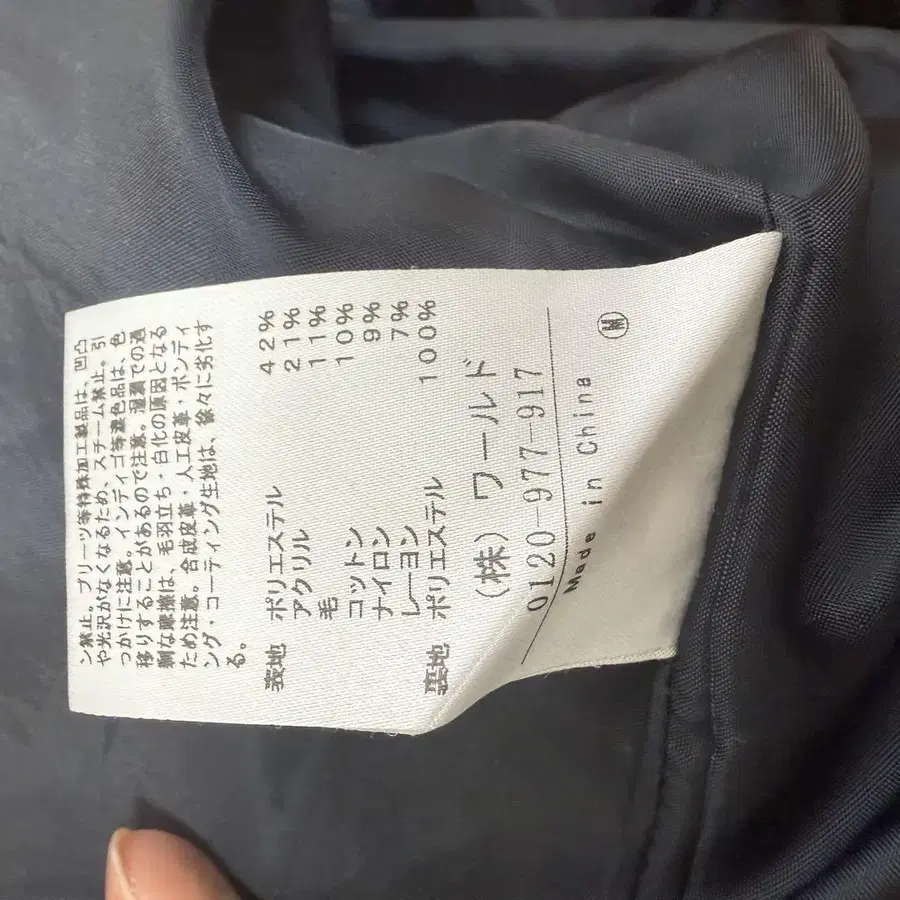 ン禁止。プリーツ等特殊加工製品は、凹凸
や光沢がなくなるため、スチーム禁止。引
っかけに注意。インディゴ等濃色品は、色
移りすることがあるので注意。湿潤での過
剰な摩擦は、毛羽立ち・白化の原因となる
ため注意。合成皮革・人工皮革・ボンディ
ング・コーティング生地は、徐々に劣化す
る。
表地 ポリエステル 42%
アクリル 21%
毛 11%
コットン 10%
ナイロン 9%
レーヨン 7%
裏地 ポリエステル 100%
(株) ワールド
0120-977-917
Made in China
M